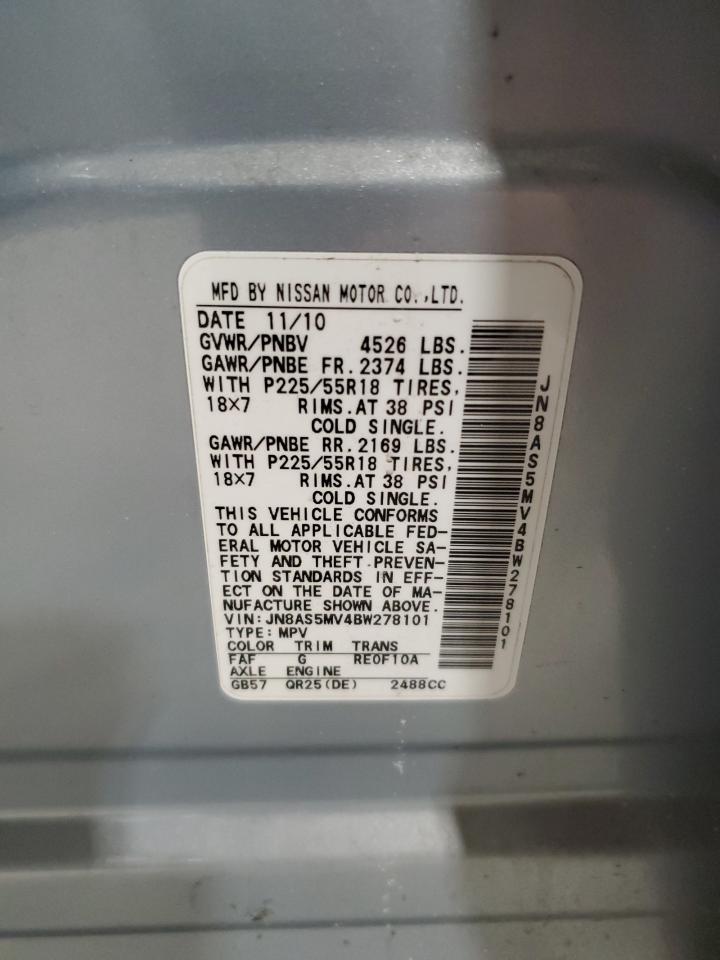 MFD BY NISSAN MOTOR CO.,LTD.
DATE 11/10
GVWR/PNBV 4526 LBS.
GAWR/PNBE FR. 2374 LBS.
WITH P225/55R18 TIRES,
18×7 RIMS.AT 38 PSI
COLD SINGLE.
GAWR/PNBE RR. 2169 LBS.
WITH P225/55R18 TIRES,
18×7 RIMS.AT 38 PSI
COLD SINGLE.
THIS VEHICLE CONFORMS
TO ALL APPLICABLE FED-
ERAL MOTOR VEHICLE SA-
FETY AND THEFT PREVEN-
TION STANDARDS IN EFF-
ECT ON THE DATE OF MA-
NUFACTURE SHOWN ABOVE.
VIN: JN8AS5MV4BW278101
TYPE: MPV
COLOR TRIM TRANS
FAF G RE0F10A
AXLE ENGINE
GB57 QR25(DE) 2488CC
JN8AS5MV4BW278101